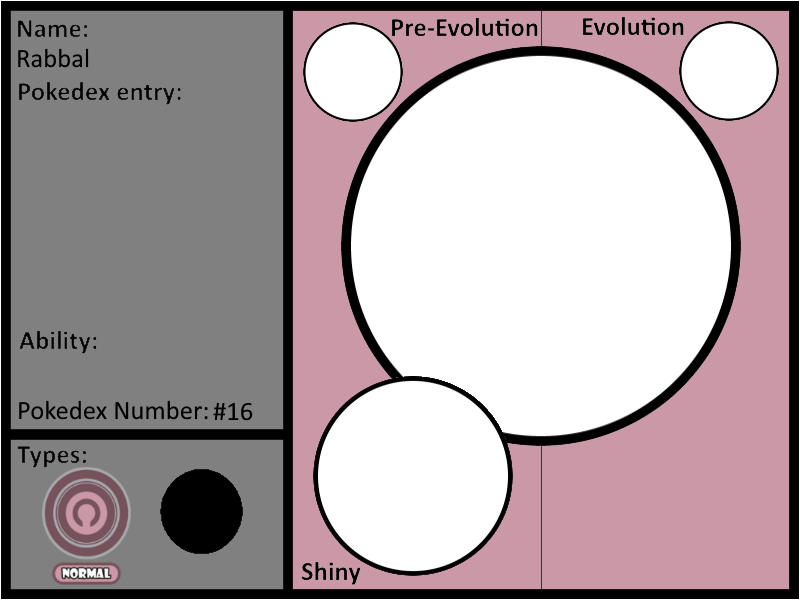 Name:
Rabbal
Pokedex entry:
Ability:
Pokedex Number: #16
Types:
NORMAL
Pre-Evolution
Evolution
Shiny